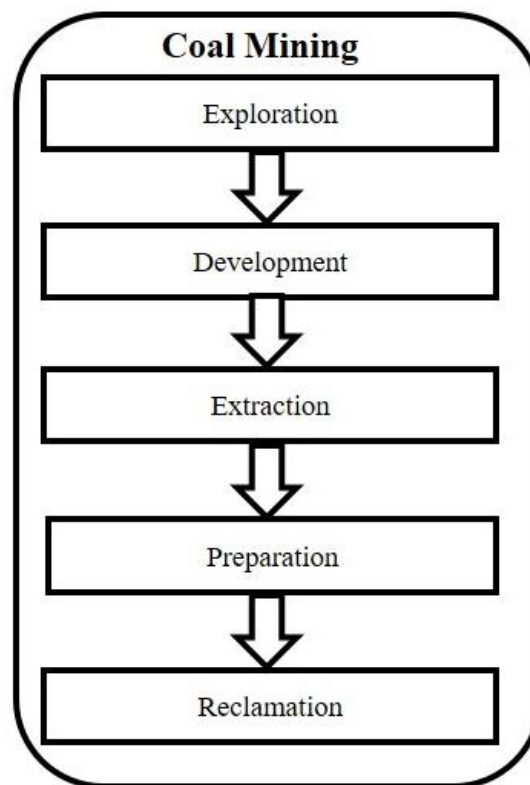 Coal Mining
Exploration
Development
Extraction
Preparation
Reclamation